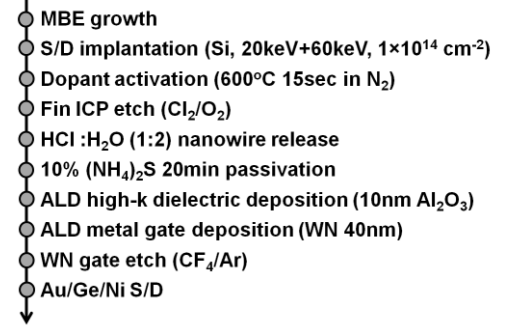 MBE growth
S/D implantation (Si, 20keV+60keV, 1×10¹⁴ cm⁻²)
Dopant activation (600°C 15sec in N₂)
Fin ICP etch (Cl₂/O₂)
HCl :H₂O (1:2) nanowire release
10% (NH₄)₂S 20min passivation
ALD high-k dielectric deposition (10nm Al₂O₃)
ALD metal gate deposition (WN 40nm)
WN gate etch (CF₄/Ar)
Au/Ge/Ni S/D